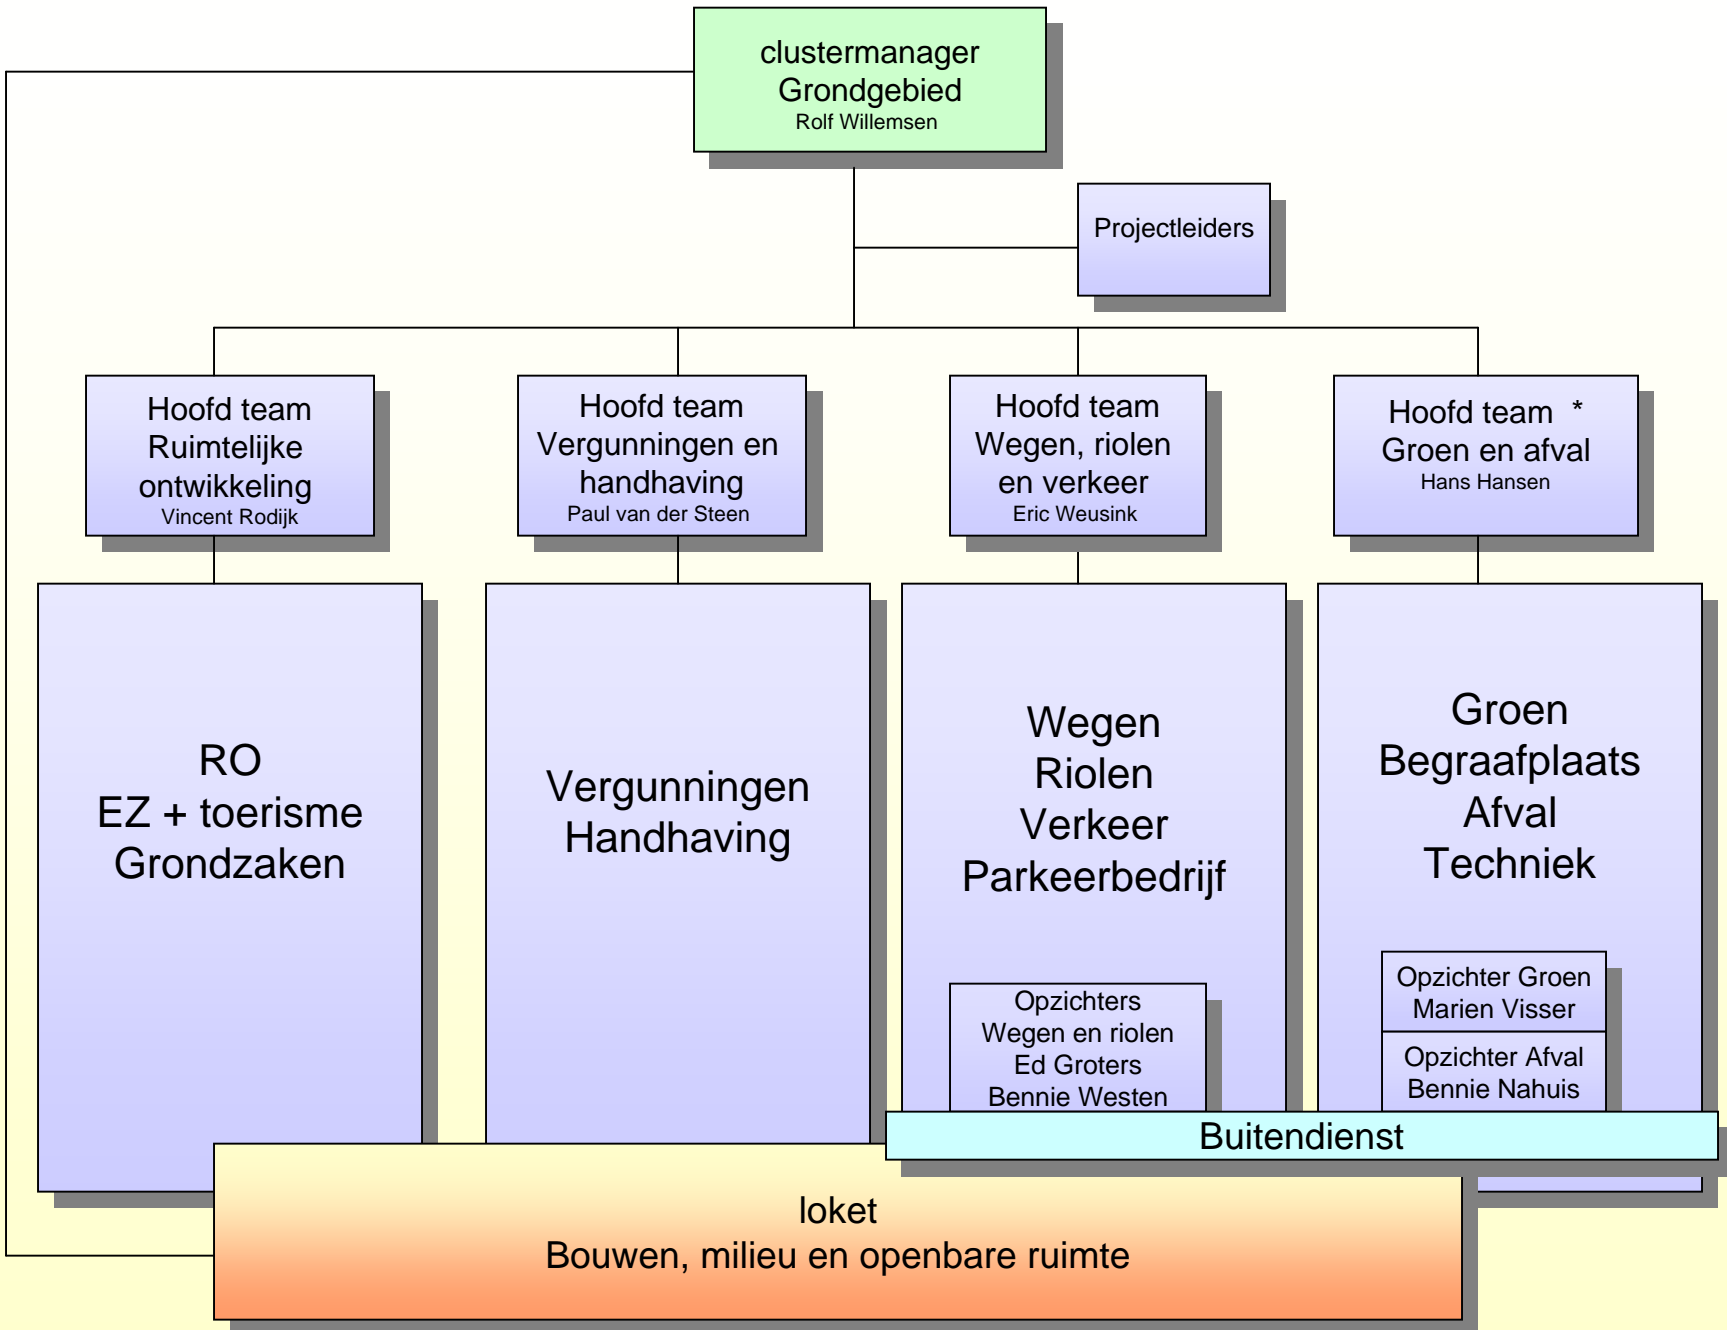 clustermanager
Grondgebied
Rolf Willemsen
Projectleiders
Hoofd team
Ruimtelijke
ontwikkeling
Vincent Rodijk
Hoofd team
Vergunningen en
handhaving
Paul van der Steen
Hoofd team
Wegen, riolen
en verkeer
Eric Weusink
Hoofd team *
Groen en afval
Hans Hansen
RO
EZ + toerisme
Grondzaken
Vergunningen
Handhaving
Wegen
Riolen
Verkeer
Parkeerbedrijf
Opzichters
Wegen en riolen
Ed Groters
Bennie Westen
Groen
Begraafplaats
Afval
Techniek
Opzichter Groen
Marien Visser
Opzichter Afval
Bennie Nahuis
Buitendienst
loket
Bouwen, milieu en openbare ruimte